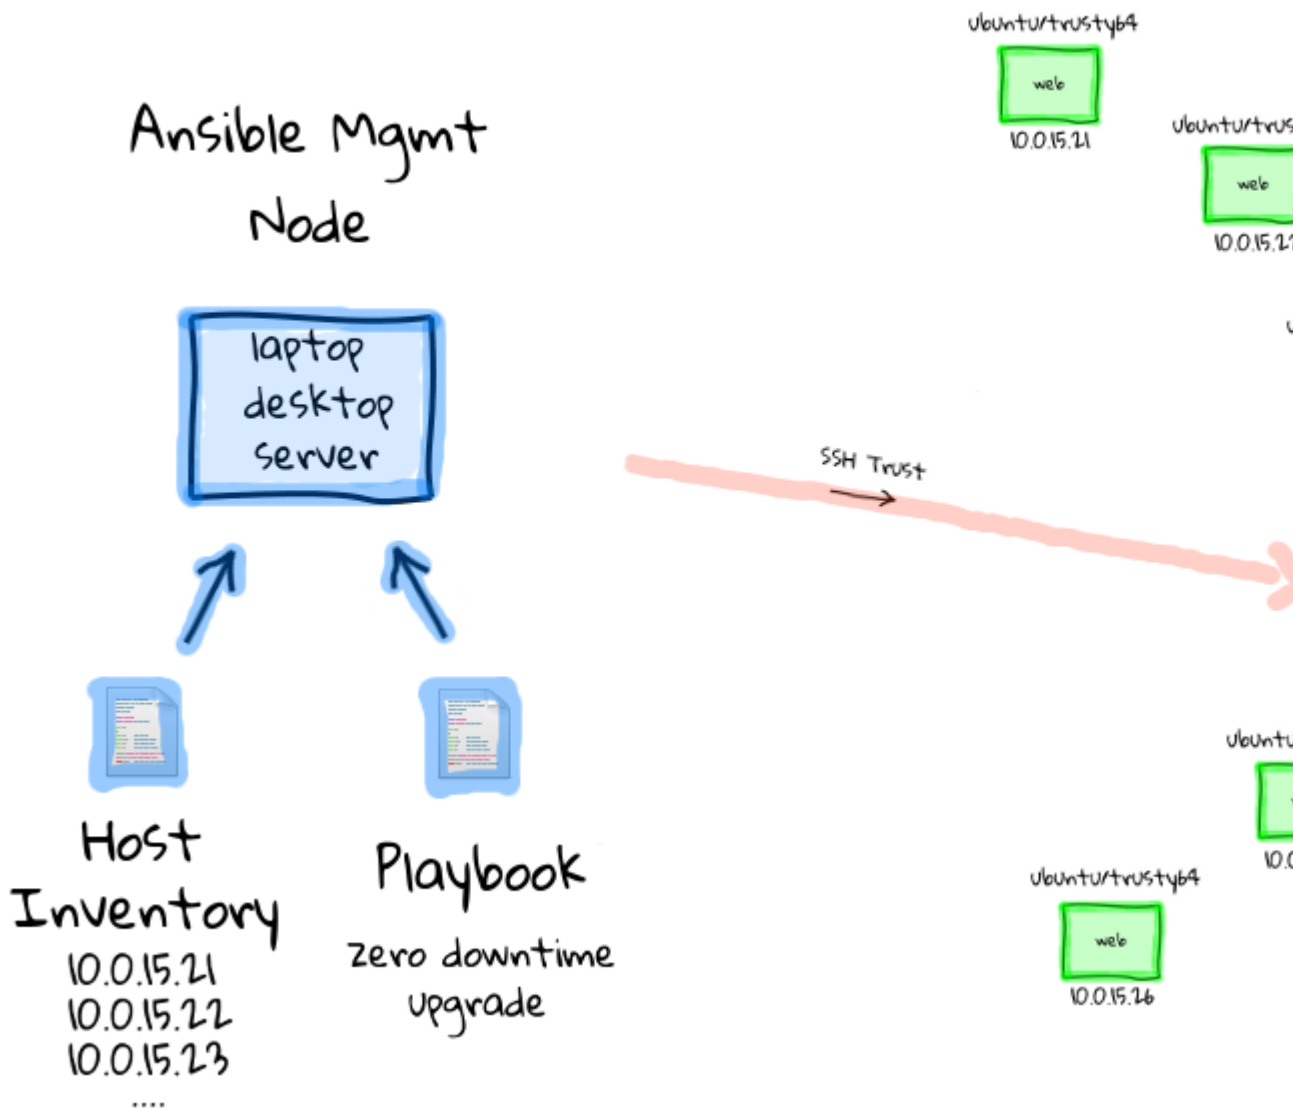 Ansible Mgmt
Node
laptop
desktop
server
Host
Inventory
10.0.15.21
10.0.15.22
10.0.15.23
....
Playbook
zero downtime
upgrade
SSH Trust
ubuntu/trusty64
web
10.0.15.21
web
ubuntu/trusty64
web
10.0.15.26